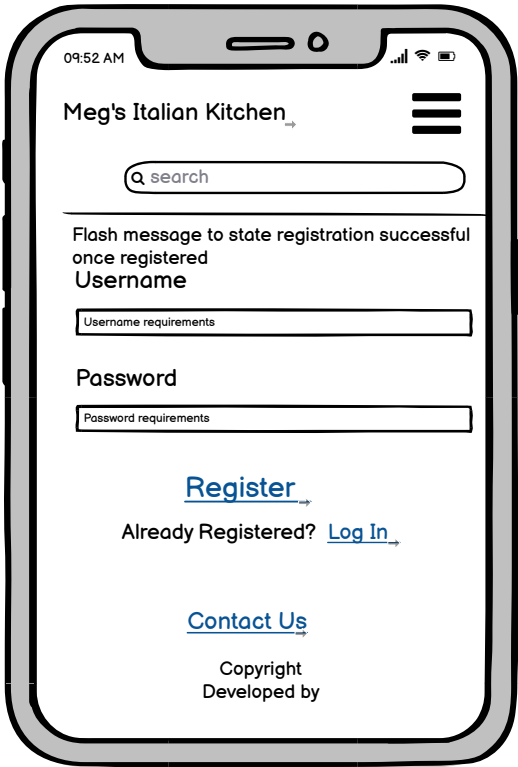 09:52 AM
Meg's Italian Kitchen
search
Flash message to state registration successful
once registered
Username
Username requirements
Password
Password requirements
Register
Already Registered? Log In
Contact Us
Copyright
Developed by